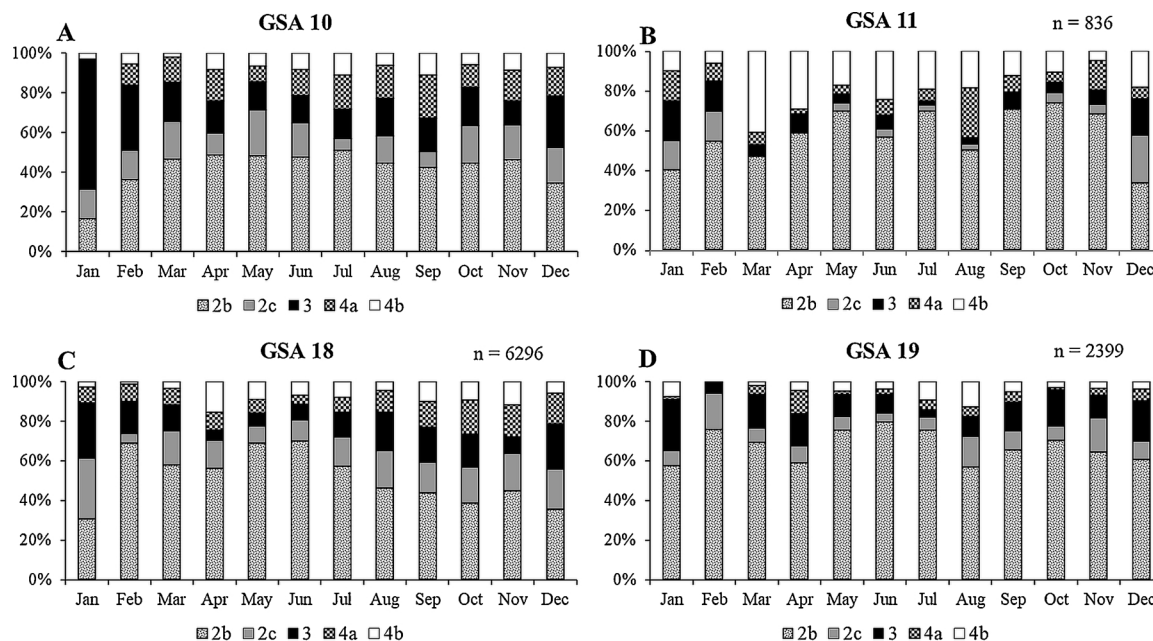 A GSA 10
100%
80%
60%
40%
20%
0%
Jan Feb Mar Apr May Jun Jul Aug Sep Oct Nov Dec
2b 2c 3 4a 4b
B GSA 11 n = 836
100%
80%
60%
40%
20%
0%
Jan Feb Mar Apr May Jun Jul Aug Sep Oct Nov Dec
2b 2c 3 4a 4b
C GSA 18 n = 6296
100%
80%
60%
40%
20%
0%
Jan Feb Mar Apr May Jun Jul Aug Sep Oct Nov Dec
2b 2c 3 4a 4b
D GSA 19 n = 2399
100%
80%
60%
40%
20%
0%
Jan Feb Mar Apr May Jun Jul Aug Sep Oct Nov Dec
2b 2c 3 4a 4b